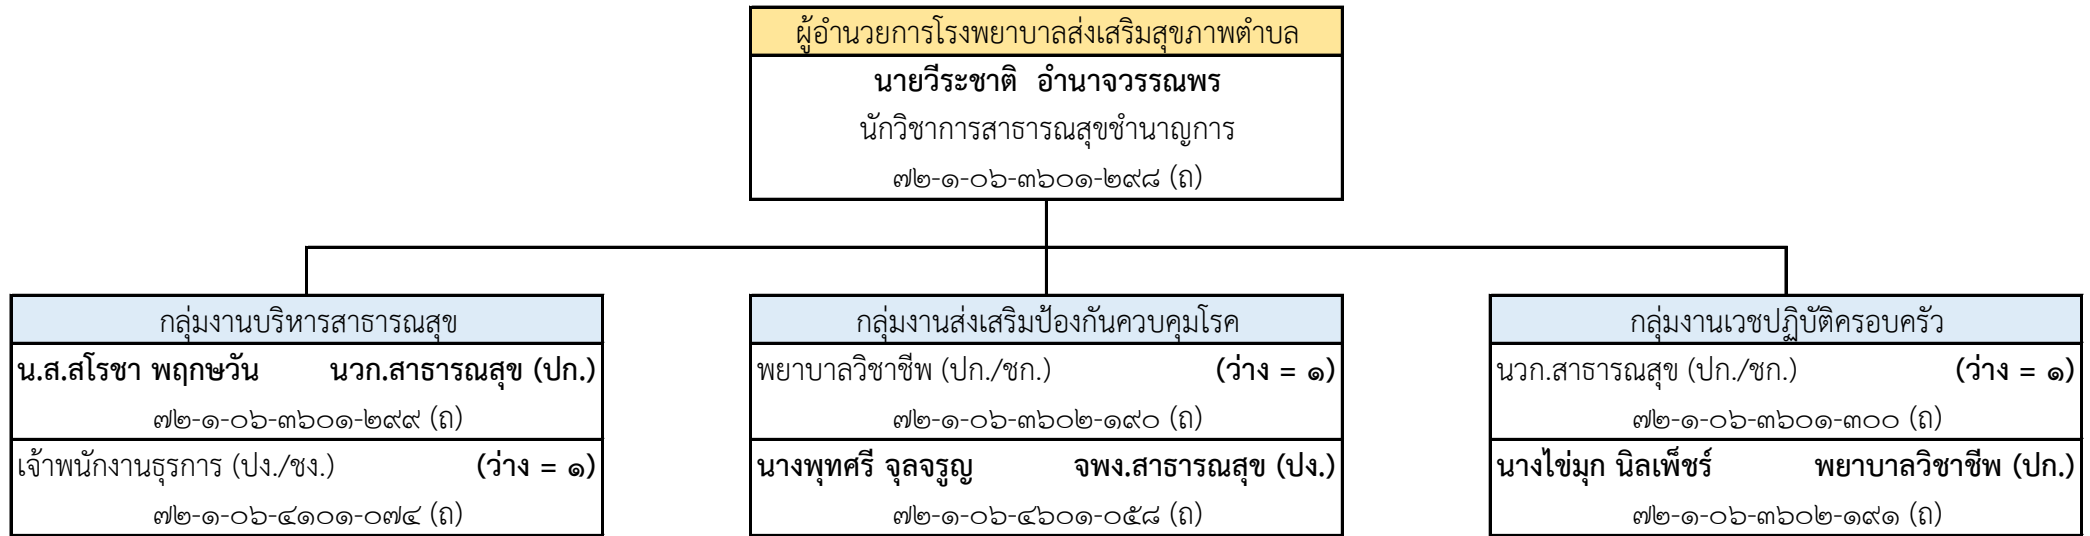 ผู้อำนวยการโรงพยาบาลส่งเสริมสุขภาพตำบล
นายวีระชาติ อำนาจวรรณพร
นักวิชาการสาธารณสุขชำนาญการ
๗๒-๑-๐๖-๓๖๐๑-๒๙๘ (ถ)
กลุ่มงานบริหารสาธารณสุข
น.ส.สโรชา พฤกษวัน นวก.สาธารณสุข (ปก.)
๗๒-๑-๐๖-๓๖๐๑-๒๙๙ (ถ)
เจ้าพนักงานธุรการ (ปง./ชง.) (ว่าง = ๑)
๗๒-๑-๐๖-๔๑๐๑-๐๗๔ (ถ)
กลุ่มงานส่งเสริมป้องกันควบคุมโรค
พยาบาลวิชาชีพ (ปก./ชก.) (ว่าง = ๑)
๗๒-๑-๐๖-๓๖๐๒-๑๙๐ (ถ)
นางพุทศรี จุลจรูญ จพง.สาธารณสุข (ปง.)
๗๒-๑-๐๖-๔๖๐๑-๐๕๘ (ถ)
กลุ่มงานเวชปฏิบัติครอบครัว
นวก.สาธารณสุข (ปก./ชก.) (ว่าง = ๑)
๗๒-๑-๐๖-๓๖๐๑-๓๐๐ (ถ)
นางไข่มุก นิลเพ็ชร์ พยาบาลวิชาชีพ (ปก.)
๗๒-๑-๐๖-๓๖๐๒-๑๙๑ (ถ)